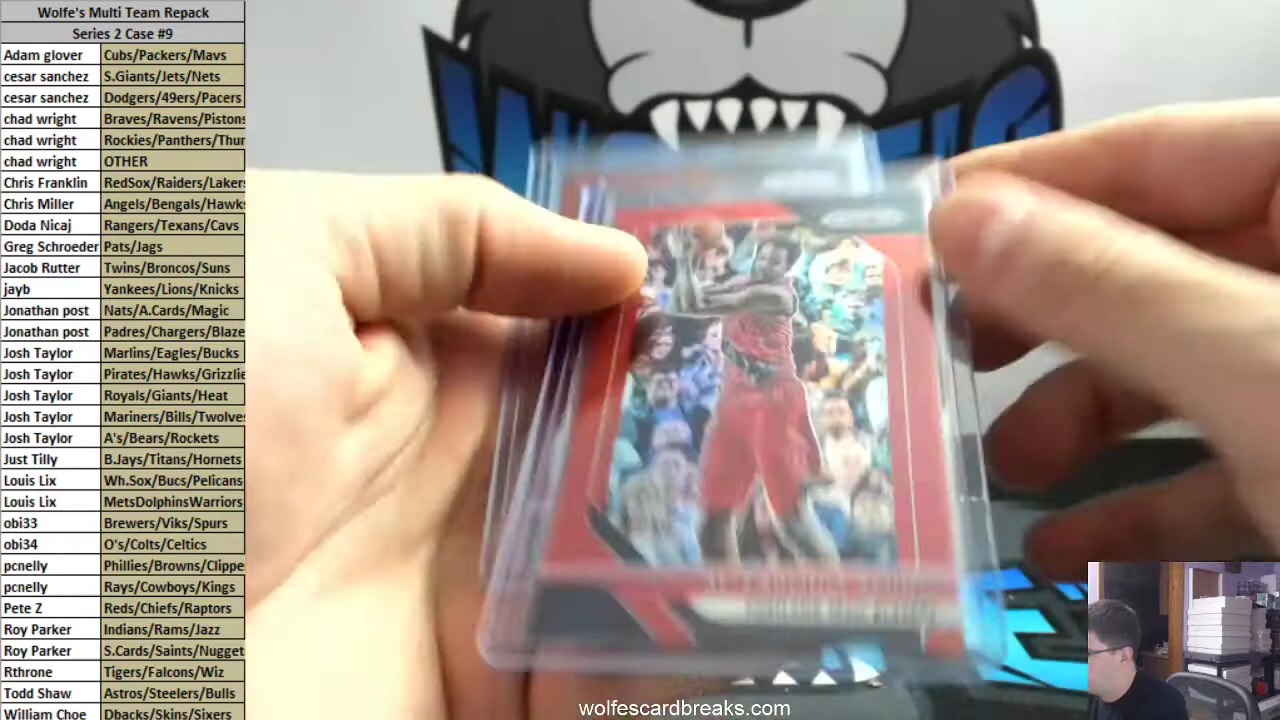 Wolfe's Multi Team Repack
Series 2 Case #9
Adam glover Cubs/Packers/Mavs
cesar sanchez S.Giants/Jets/Nets
cesar sanchez Dodgers/49ers/Pacers
chad wright Braves/Ravens/Pistons
chad wright Rockies/Panthers/Thur
chad wright OTHER
Chris Franklin RedSox/Raiders/Laker
Chris Miller Angels/Bengals/Hawk
Doda Nicaj Rangers/Texans/Cavs
Greg Schroeder Pats/Jags
Jacob Rutter Twins/Broncos/Suns
jayb Yankees/Lions/Knicks
Jonathan post Nats/A.Cards/Magic
Jonathan post Padres/Chargers/Blaze
Josh Taylor Marlins/Eagles/Bucks
Josh Taylor Pirates/Hawks/Grizzlie
Josh Taylor Royals/Giants/Heat
Josh Taylor Mariners/Bills/Twolves
Josh Taylor A's/Bears/Rockets
Just Tilly B.Jays/Titans/Hornets
Louis Lix Wh.Sox/Bucs/Pelicans
Louis Lix MetsDolphinsWarriors
obi33 Brewers/Viks/Spurs
obi34 O's/Colts/Celtics
pcnelly Phillies/Browns/Clippe
pcnelly Rays/Cowboys/Kings
Pete Z Reds/Chiefs/Raptors
Roy Parker Indians/Rams/Jazz
Roy Parker S.Cards/Saints/Nugget
Rthrone Tigers/Falcons/Wiz
Todd Shaw Astros/Steelers/Bulls
William Choe Dbacks/Skins/Sixers
wolfescardbreaks.com